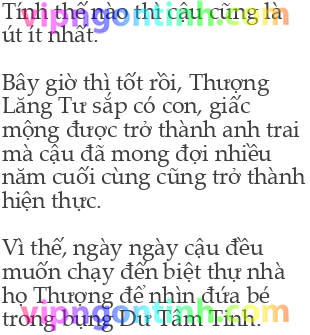 Tính thế nào thì cậu cũng là
út ít nhất.
Bây giờ thì tốt rồi, Thượng
Lăng Tư sắp có con, giấc
mộng được trở thành anh trai
mà cậu đã mong đợi nhiều
năm cuối cùng cũng trở thành
hiện thực.
Vì thế, ngày ngày cậu đều
muốn chạy đến biệt thự nhà
họ Thượng để nhìn đứa bé
trong bụng Dư Tâm Tinh.
vipngontinh.com
vipngontinh.com